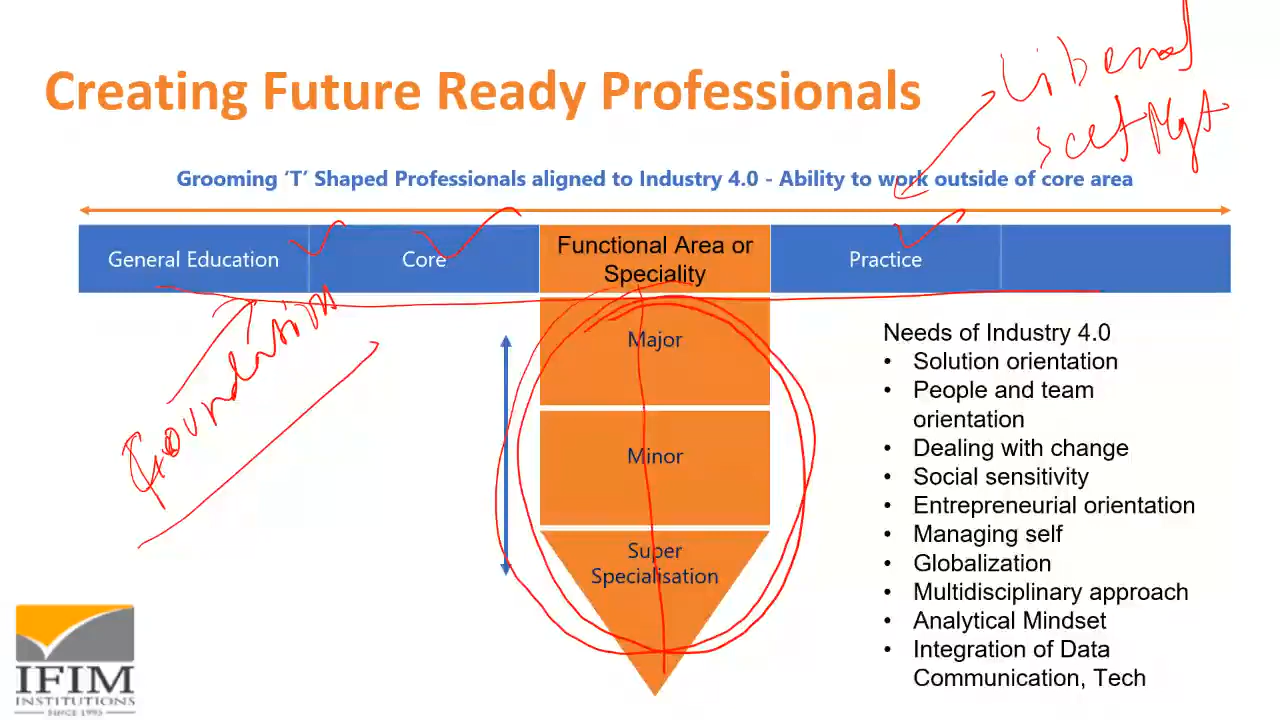 Creating Future Ready Professionals
Liberal
Grooming ‘T’ Shaped Professionals aligned to Industry 4.0 - Ability to work outside of core area
General Education
Core
Functional Area or
Speciality
Practice
Foundation
Major
Minor
Super
Specialisation
Needs of Industry 4.0
• Solution orientation
• People and team
orientation
• Dealing with change
• Social sensitivity
• Entrepreneurial orientation
• Managing self
• Globalization
• Multidisciplinary approach
• Analytical Mindset
• Integration of Data
Communication, Tech
IFIM
INSTITUTIONS
SINCE 1995